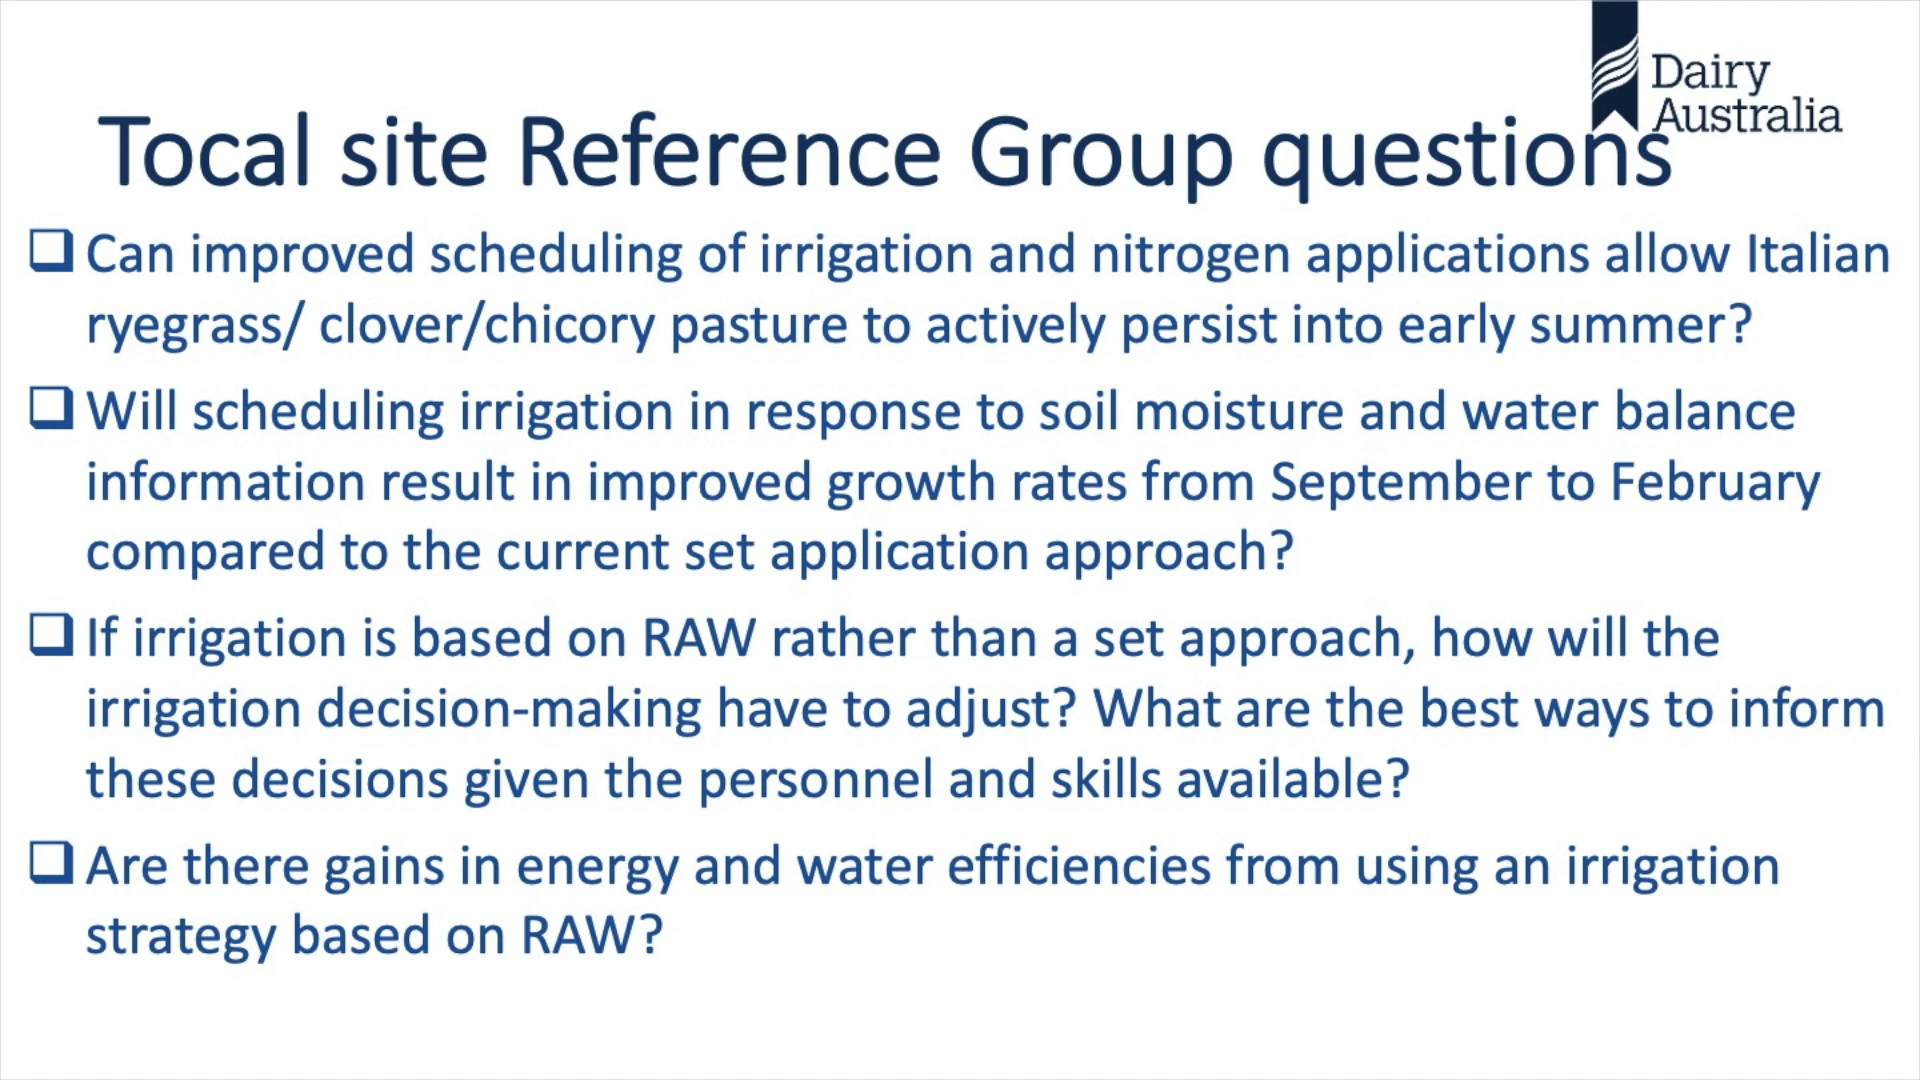 Dairy
Australia
Tocal site Reference Group questions
Can improved scheduling of irrigation and nitrogen applications allow Italian
ryegrass/ clover/chicory pasture to actively persist into early summer?
Will scheduling irrigation in response to soil moisture and water balance
information result in improved growth rates from September to February
compared to the current set application approach?
If irrigation is based on RAW rather than a set approach, how will the
irrigation decision-making have to adjust? What are the best ways to inform
these decisions given the personnel and skills available?
Are there gains in energy and water efficiencies from using an irrigation
strategy based on RAW?